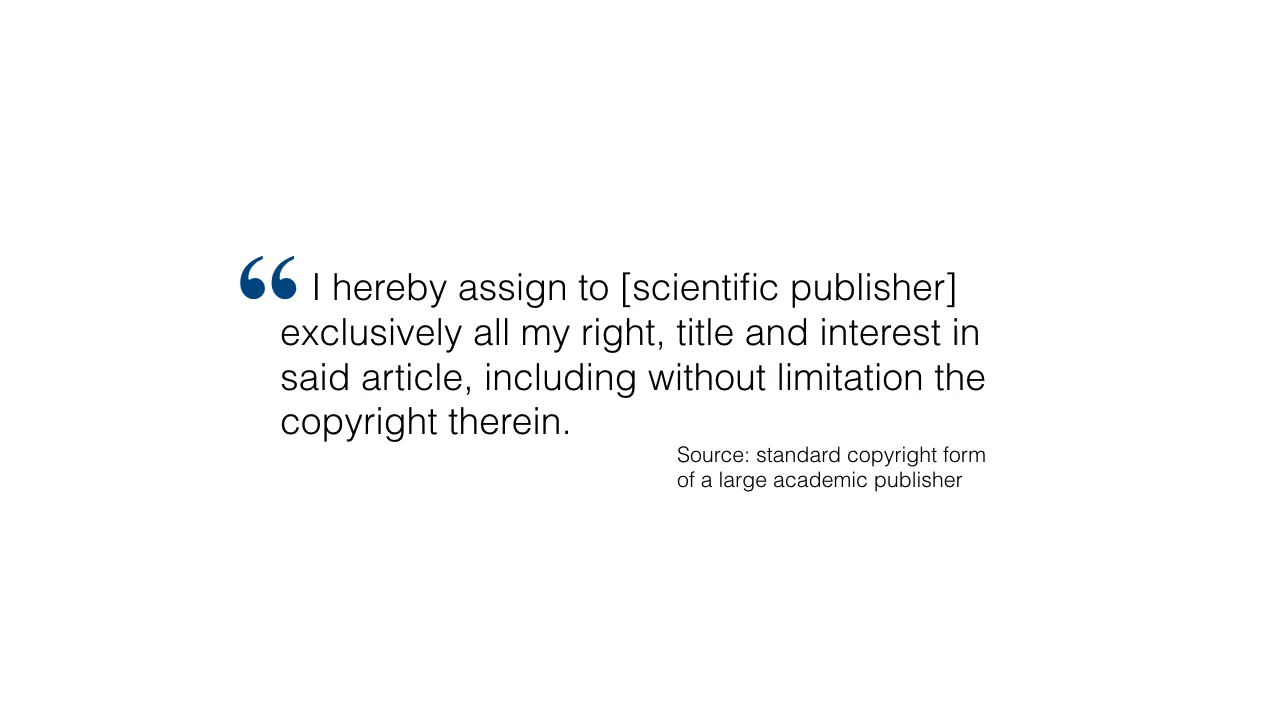 “ I hereby assign to [scientific publisher]
exclusively all my right, title and interest in
said article, including without limitation the
copyright therein.
Source: standard copyright form
of a large academic publisher